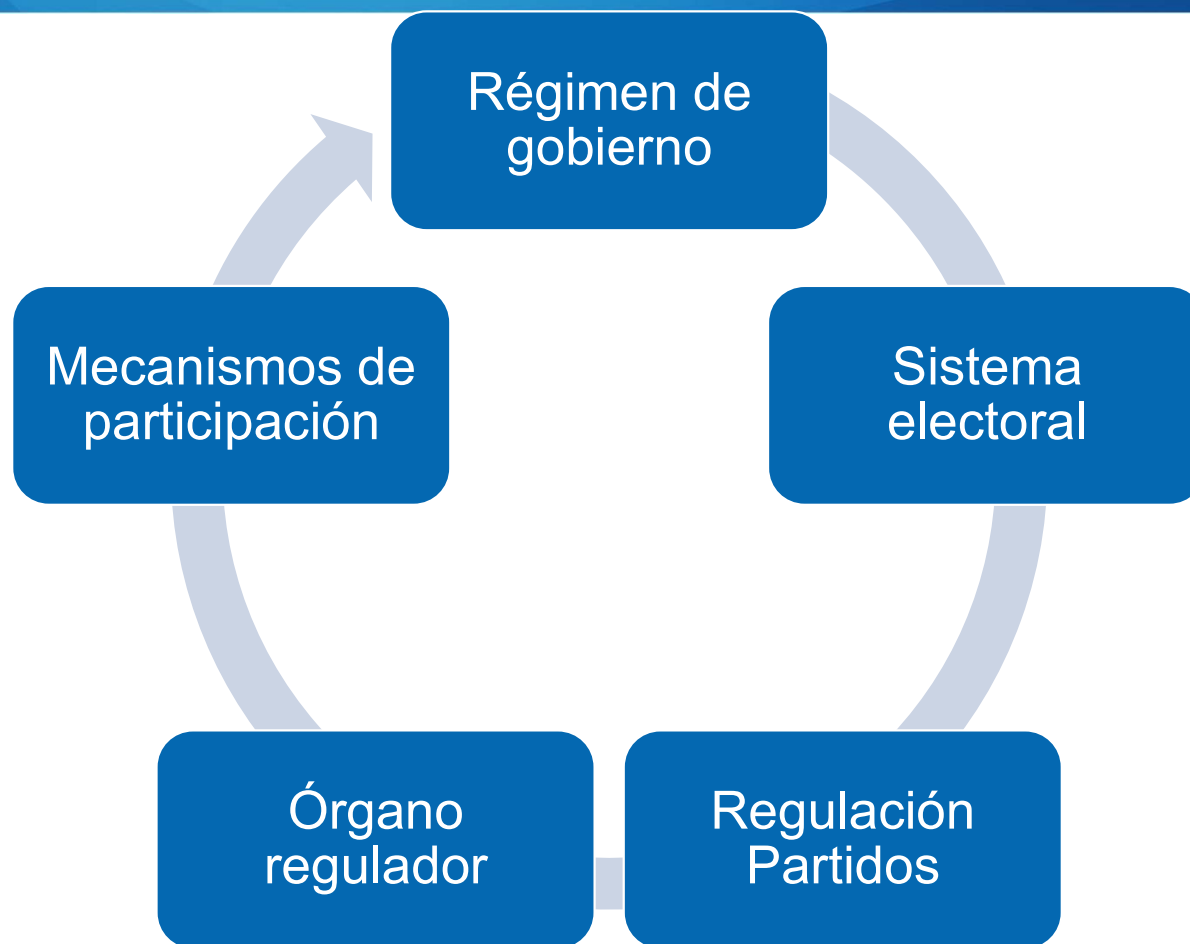 Régimen de
gobierno
Sistema
electoral
Regulación
Partidos
Órgano
regulador
Mecanismos de
participación